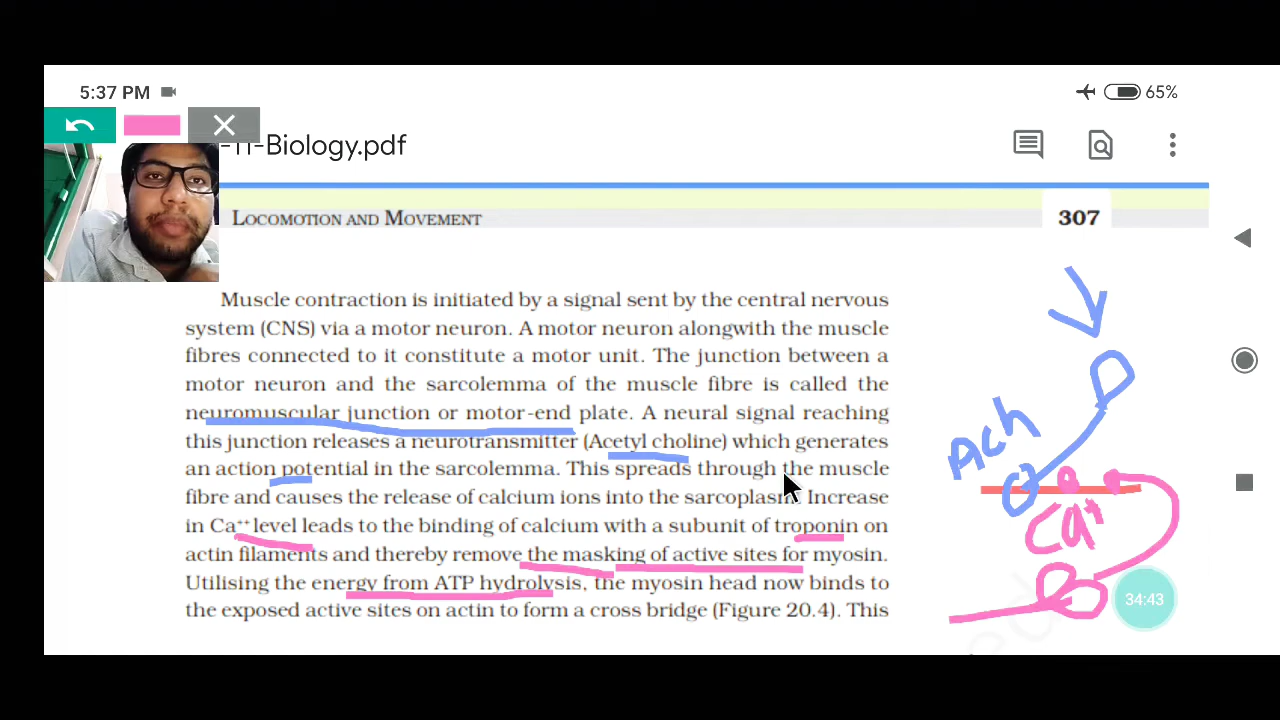 5:37 PM
65%
-11-Biology.pdf
LOCOMOTION AND MOVEMENT
307
Muscle contraction is initiated by a signal sent by the central nervous
system (CNS) via a motor neuron. A motor neuron alongwith the muscle
fibres connected to it constitute a motor unit. The junction between a
motor neuron and the sarcolemma of the muscle fibre is called the
neuromuscular junction or motor-end plate. A neural signal reaching
this junction releases a neurotransmitter (Acetyl choline) which generates
an action potential in the sarcolemma. This spreads through the muscle
fibre and causes the release of calcium ions into the sarcoplasm. Increase
in Ca⁺⁺ level leads to the binding of calcium with a subunit of troponin on
actin filaments and thereby remove the masking of active sites for myosin.
Utilising the energy from ATP hydrolysis, the myosin head now binds to
the exposed active sites on actin to form a cross bridge (Figure 20.4). This
Ach
Ca⁺
34:43